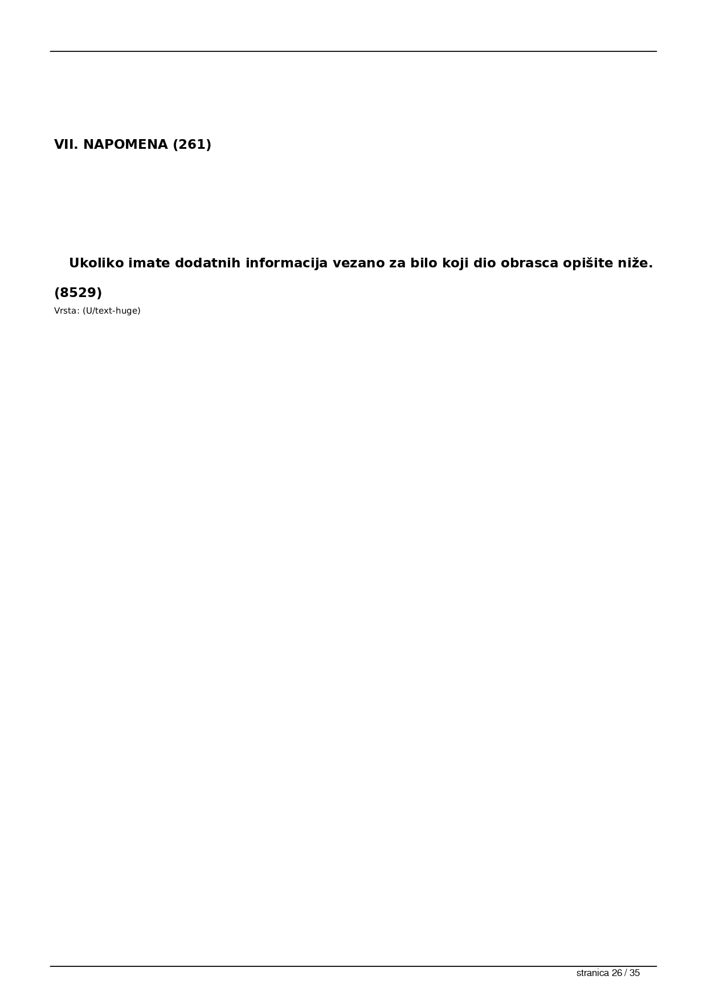 VII. NAPOMENA (261)
Ukoliko imate dodatnih informacija vezano za bilo koji dio obrasca opišite niže.
(8529)
Vrsta: (U/text-huge)
stranica 26 / 35